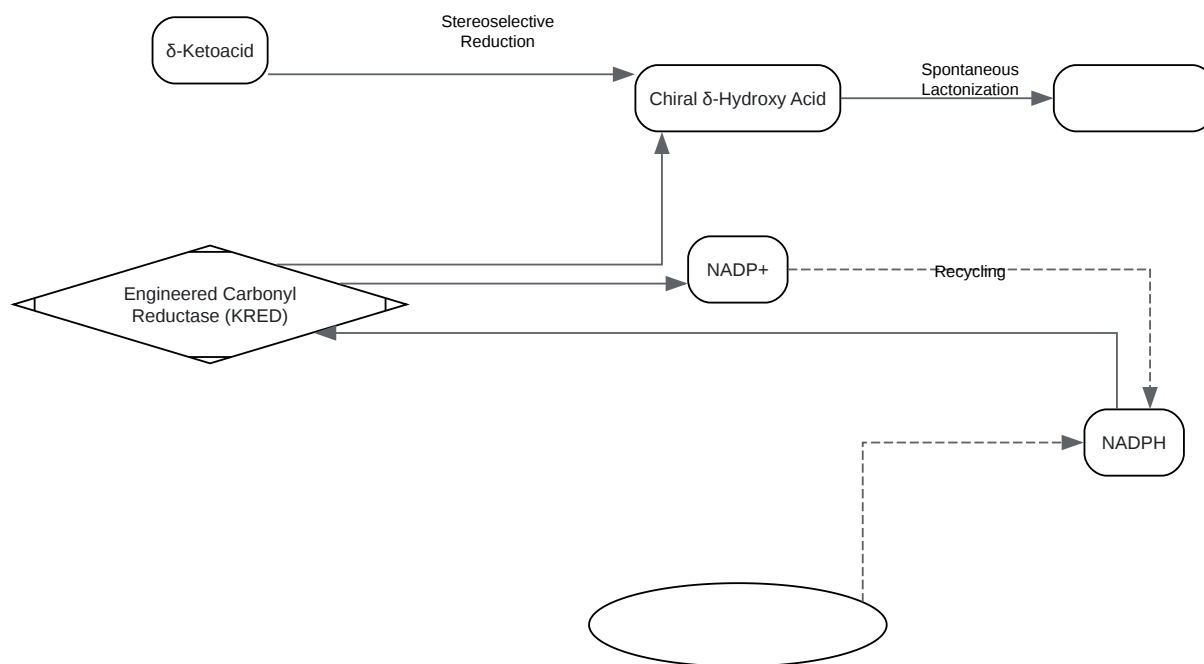 Stereoselective
Reduction
δ-Ketoacid
Spontaneous
Lactonization
Chiral δ-Hydroxy Acid
NADP+
Recycling
Engineered Carbonyl
Reductase (KRED)
NADPH